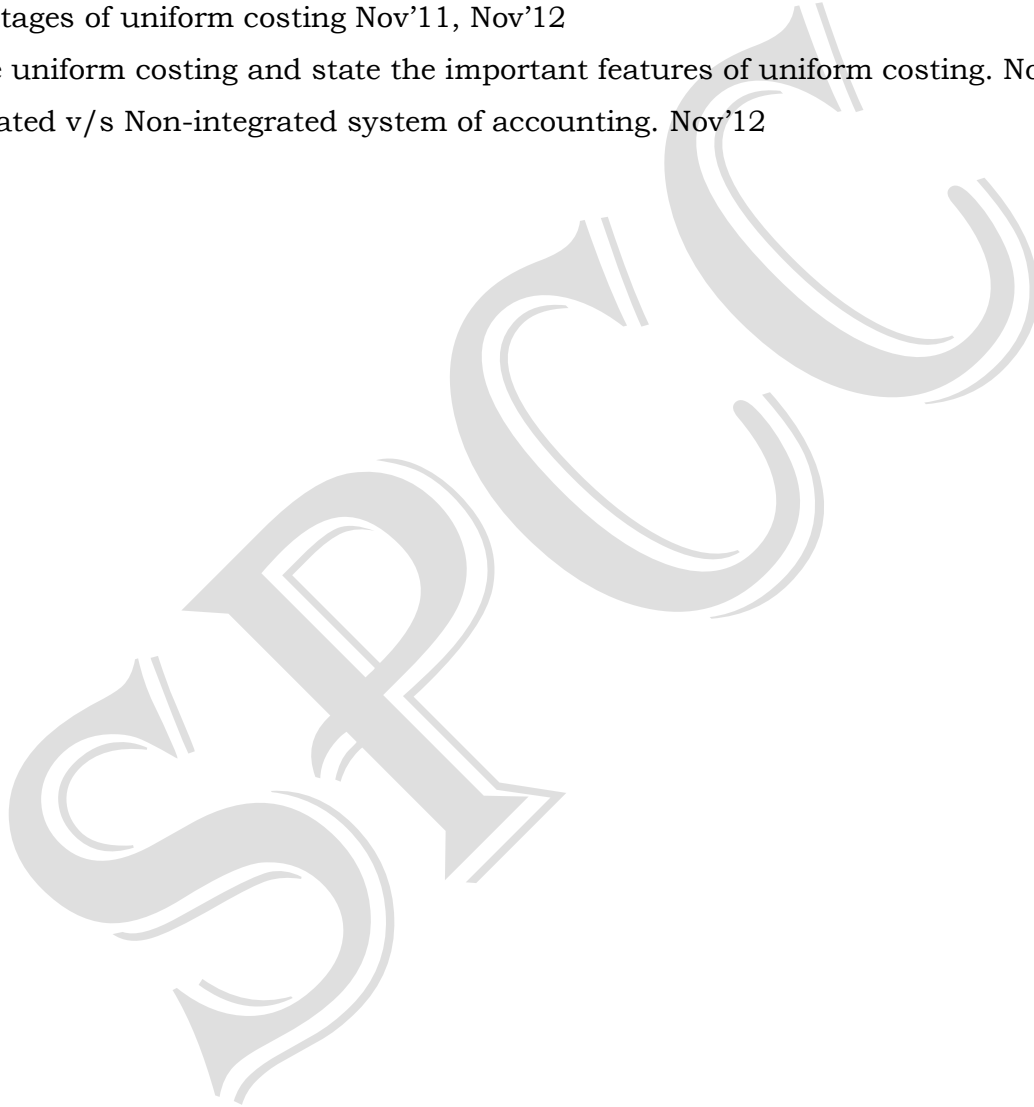 tages of uniform costing Nov’11, Nov’12
e uniform costing and state the important features of uniform costing. No
ated v/s Non-integrated system of accounting. Nov’12
SPCC